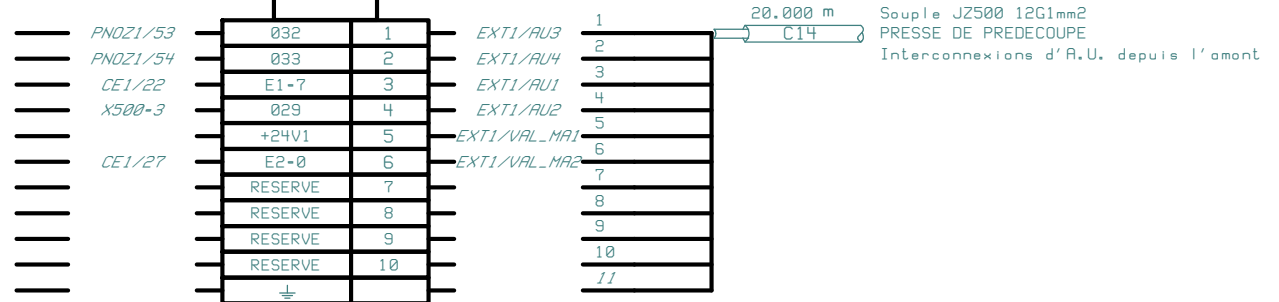 1 20.000 m Souple JZ500 12G1mm2
PNOZ1/53 032 1 EXT1/AU3 C14 PRESSE DE PREDECOUPE
2 Interconnexions d'A.U. depuis l'amont
PNOZ1/54 033 2 EXT1/AU4
3
CE1/22 E1-7 3 EXT1/AU1
4
X500-3 029 4 EXT1/AU2
5
+24V1 5 EXT1/VAL_MA1
6
CE1/27 E2-0 6 EXT1/VAL_MA2
7
RESERVE 7
8
RESERVE 8
9
RESERVE 9
10
RESERVE 10
11